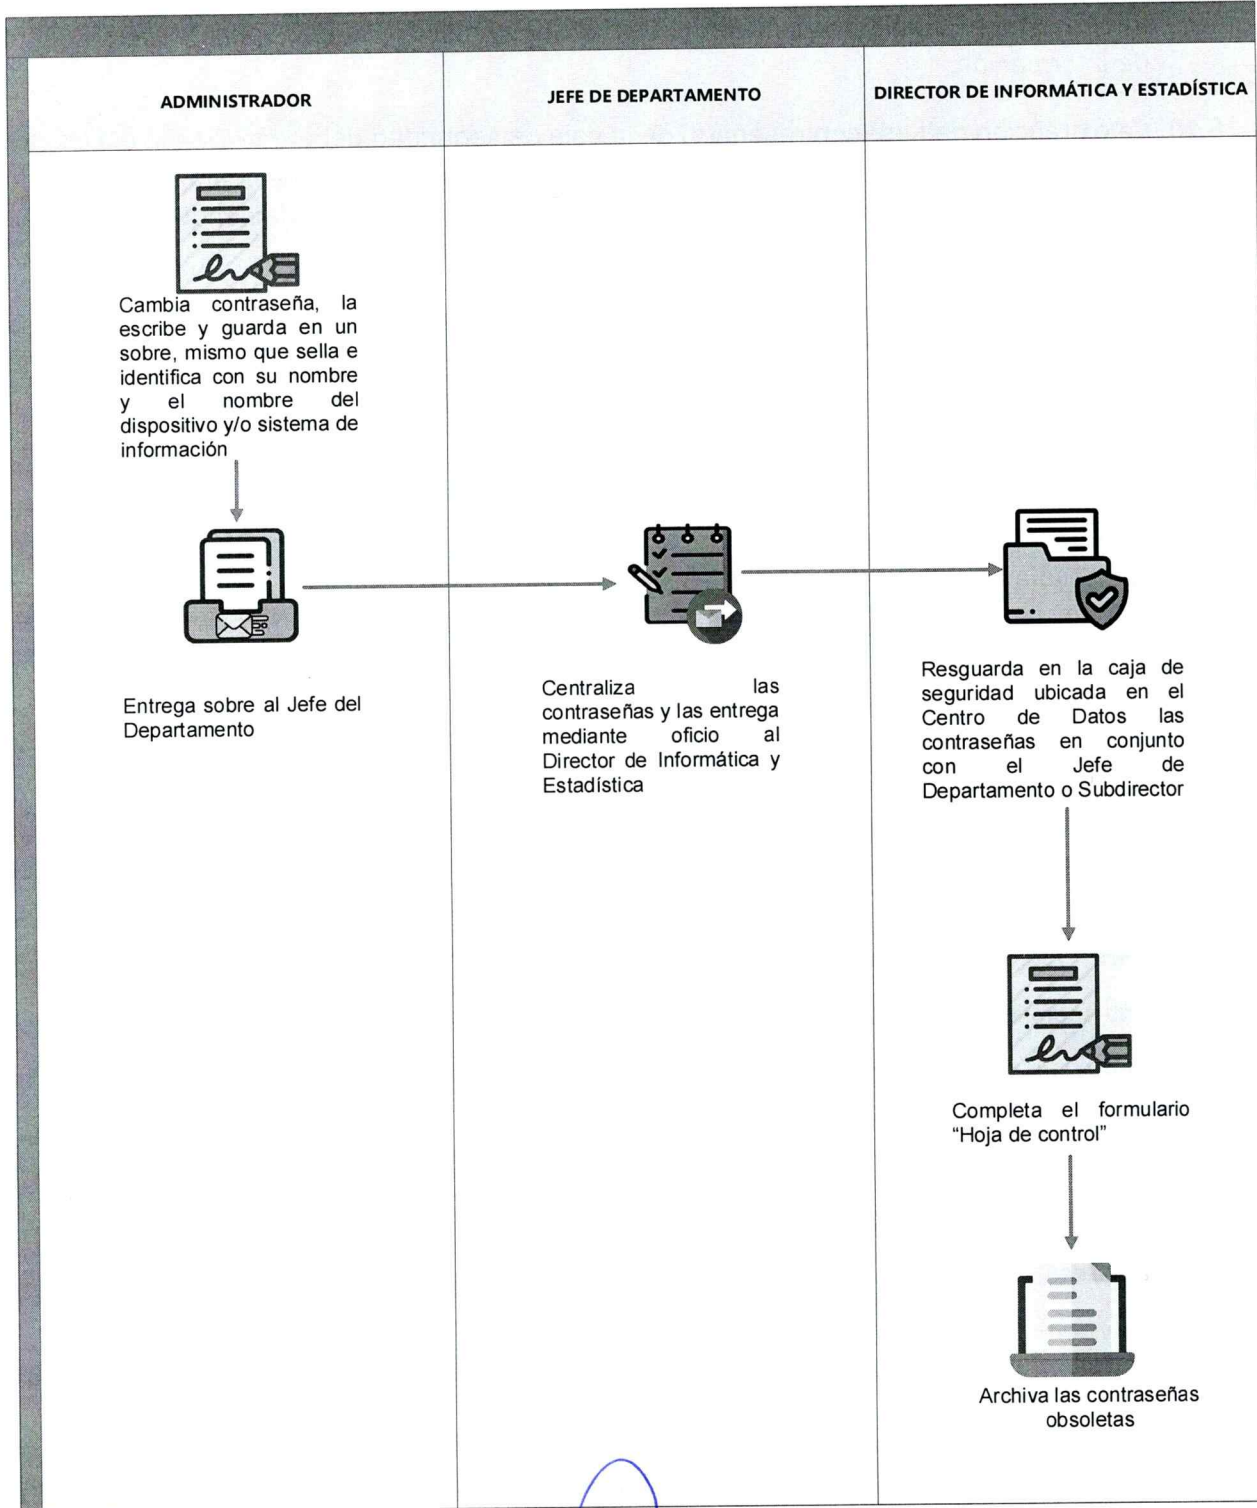 ADMINISTRADOR
JEFE DE DEPARTAMENTO
DIRECTOR DE INFORMÁTICA Y ESTADÍSTICA
Cambia contraseña, la
escribe y guarda en un
sobre, mismo que sella e
identifica con su nombre
y el nombre del
dispositivo y/o sistema de
información
Entrega sobre al Jefe del
Departamento
Centraliza las
contraseñas y las entrega
mediante oficio al
Director de Informática y
Estadística
Resguarda en la caja de
seguridad ubicada en el
Centro de Datos las
contraseñas en conjunto
con el Jefe de
Departamento o Subdirector
Completa el formulario
“Hoja de control”
Archiva las contraseñas
obsoletas